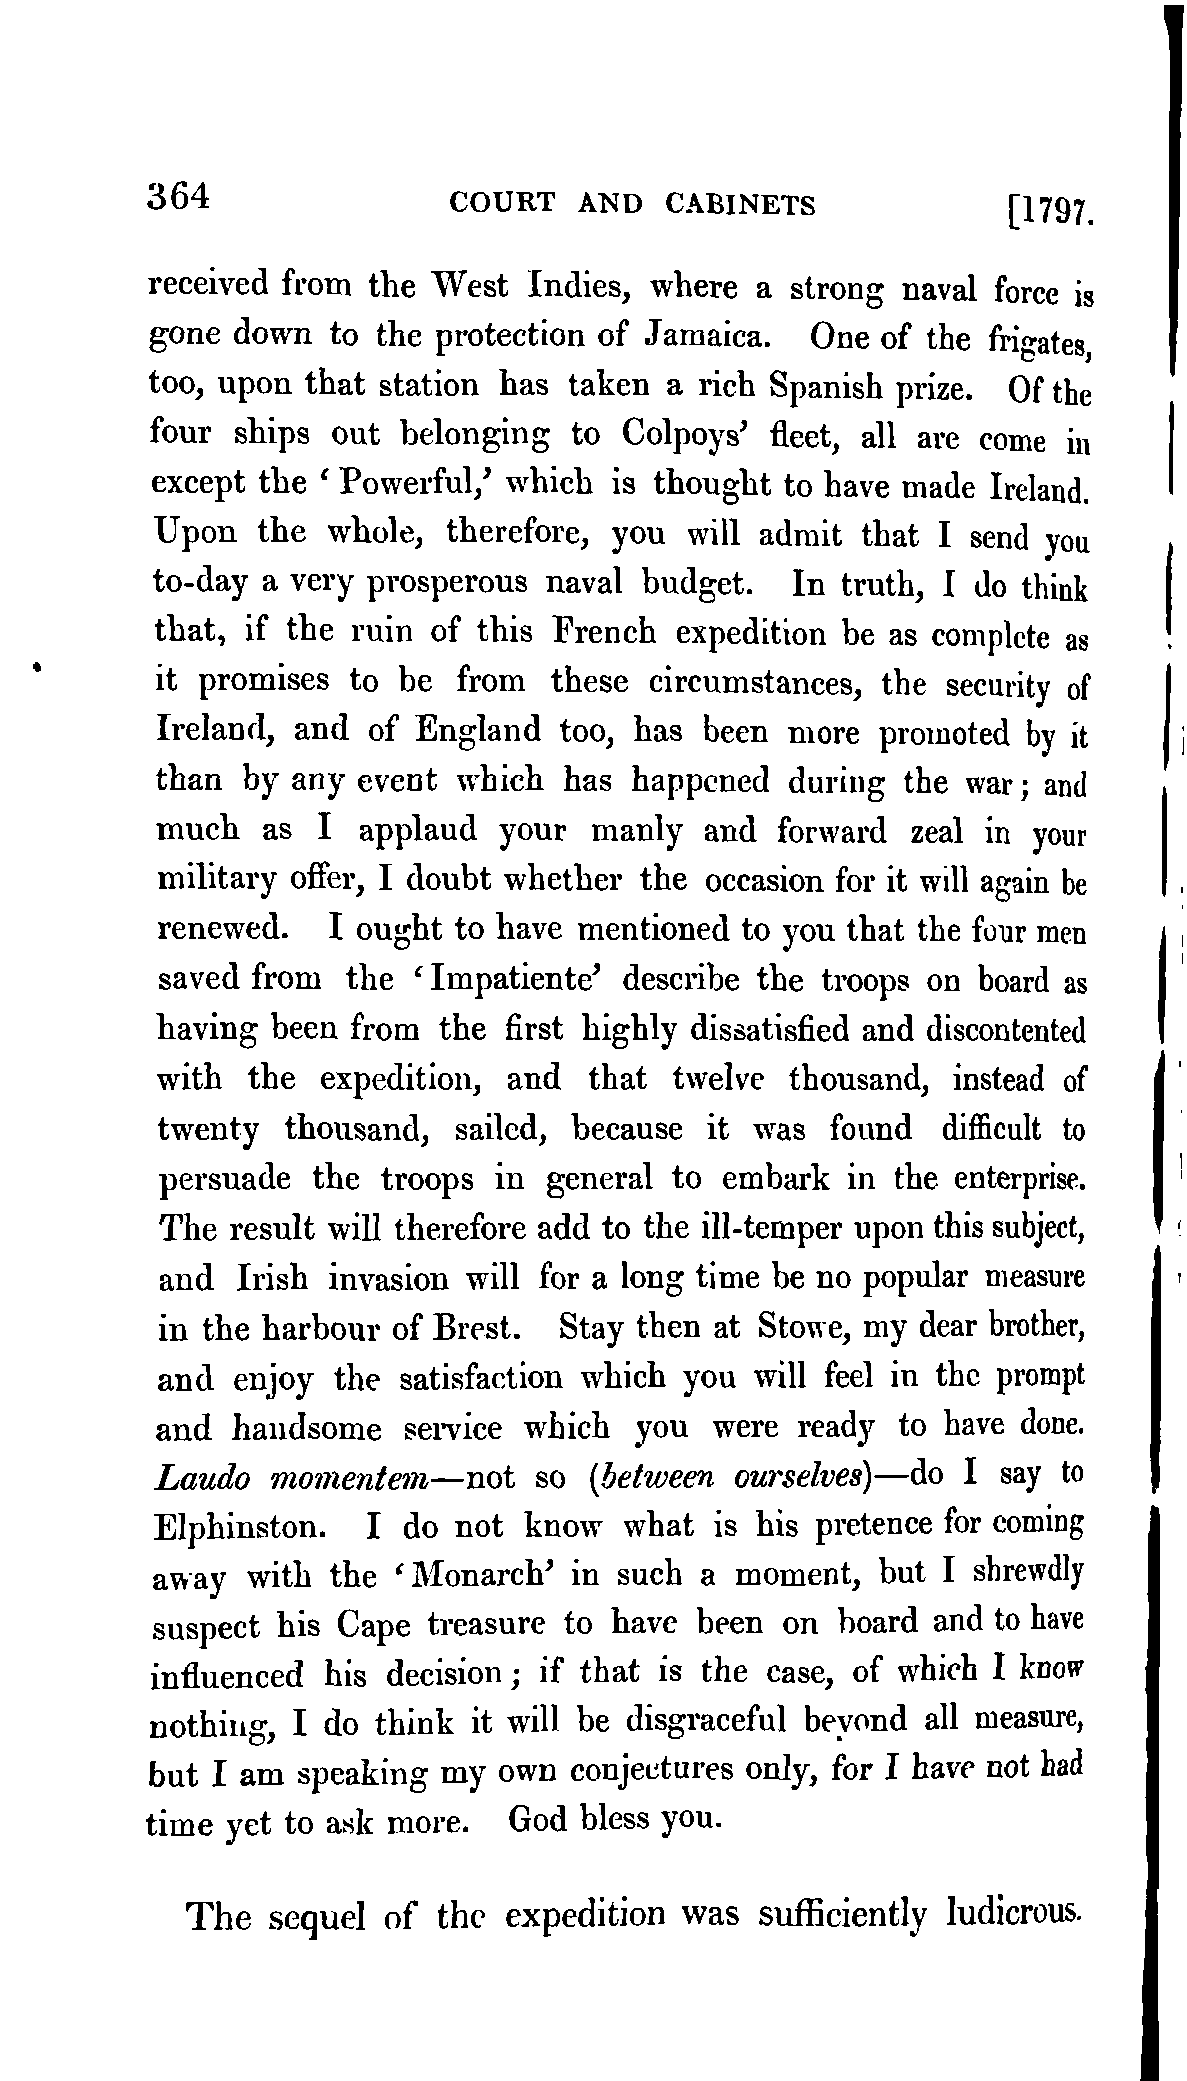 364 COURT AND CABINETS [1797.
received from the West Indies, where a strong naval force is
gone down to the protection of Jamaica. One of the frigates,
too, upon that station has taken a rich Spanish prize. Of the
four ships out belonging to Colpoys' fleet, all are come in
except the ‘ Powerful,’ which is thought to have made Ireland.
Upon the whole, therefore, you will admit that I send you
to-day a very prosperous naval budget. In truth, I do think
that, if the ruin of this French expedition be as complete as
it promises to be from these circumstances, the security of
Ireland, and of England too, has been more promoted by it
than by any event which has happened during the war; and
much as I applaud your manly and forward zeal in your
military offer, I doubt whether the occasion for it will again be
renewed. I ought to have mentioned to you that the four men
saved from the ‘Impatiente’ describe the troops on board as
having been from the first highly dissatisfied and discontented
with the expedition, and that twelve thousand, instead of
twenty thousand, sailed, because it was found difficult to
persuade the troops in general to embark in the enterprise.
The result will therefore add to the ill-temper upon this subject,
and Irish invasion will for a long time be no popular measure
in the harbour of Brest. Stay then at Stowe, my dear brother,
and enjoy the satisfaction which you will feel in the prompt
and handsome service which you were ready to have done.
Laudo momentem—not so (between ourselves)—do I say to
Elphinston. I do not know what is his pretence for coming
away with the ‘Monarch’ in such a moment, but I shrewdly
suspect his Cape treasure to have been on board and to have
influenced his decision; if that is the case, of which I know
nothing, I do think it will be disgraceful beyond all measure,
but I am speaking my own conjectures only, for I have not had
time yet to ask more. God bless you.
The sequel of the expedition was sufficiently ludicrous.